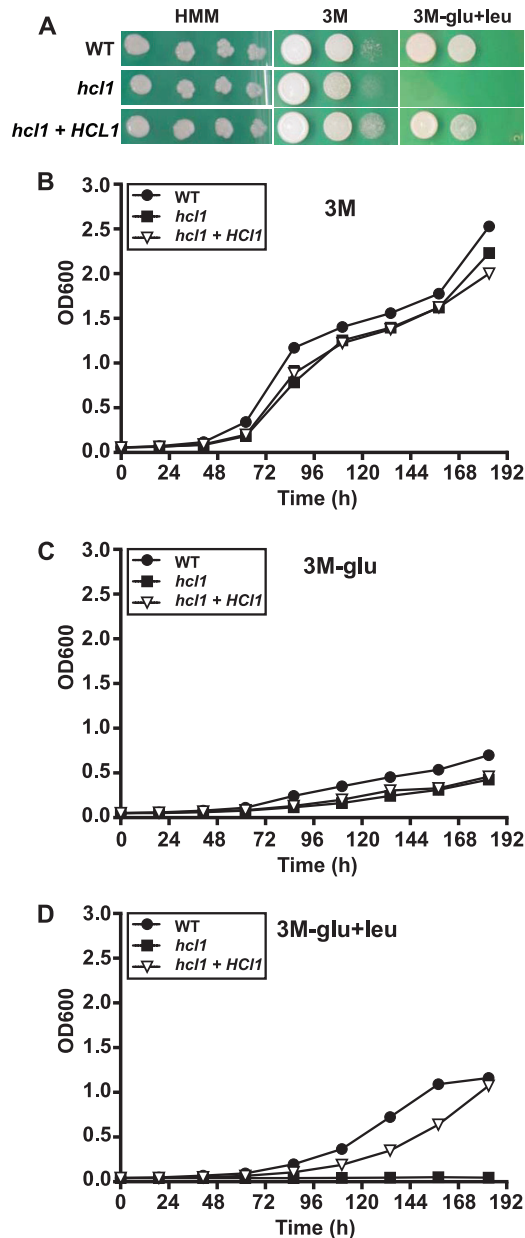 A
HMM 3M 3M-glu+leu
WT
hcl1
hcl1 + HCL1
B
3M
WT
hcl1
hcl1 + HCl1
OD600
3.0
2.5
2.0
1.5
1.0
0.5
0.0
0 24 48 72 96 120 144 168 192
Time (h)
C
3M-glu
WT
hcl1
hcl1 + HCl1
OD600
3.0
2.5
2.0
1.5
1.0
0.5
0.0
0 24 48 72 96 120 144 168 192
Time (h)
D
3M-glu+leu
WT
hcl1
hcl1 + HCl1
OD600
3.0
2.5
2.0
1.5
1.0
0.5
0.0
0 24 48 72 96 120 144 168 192
Time (h)